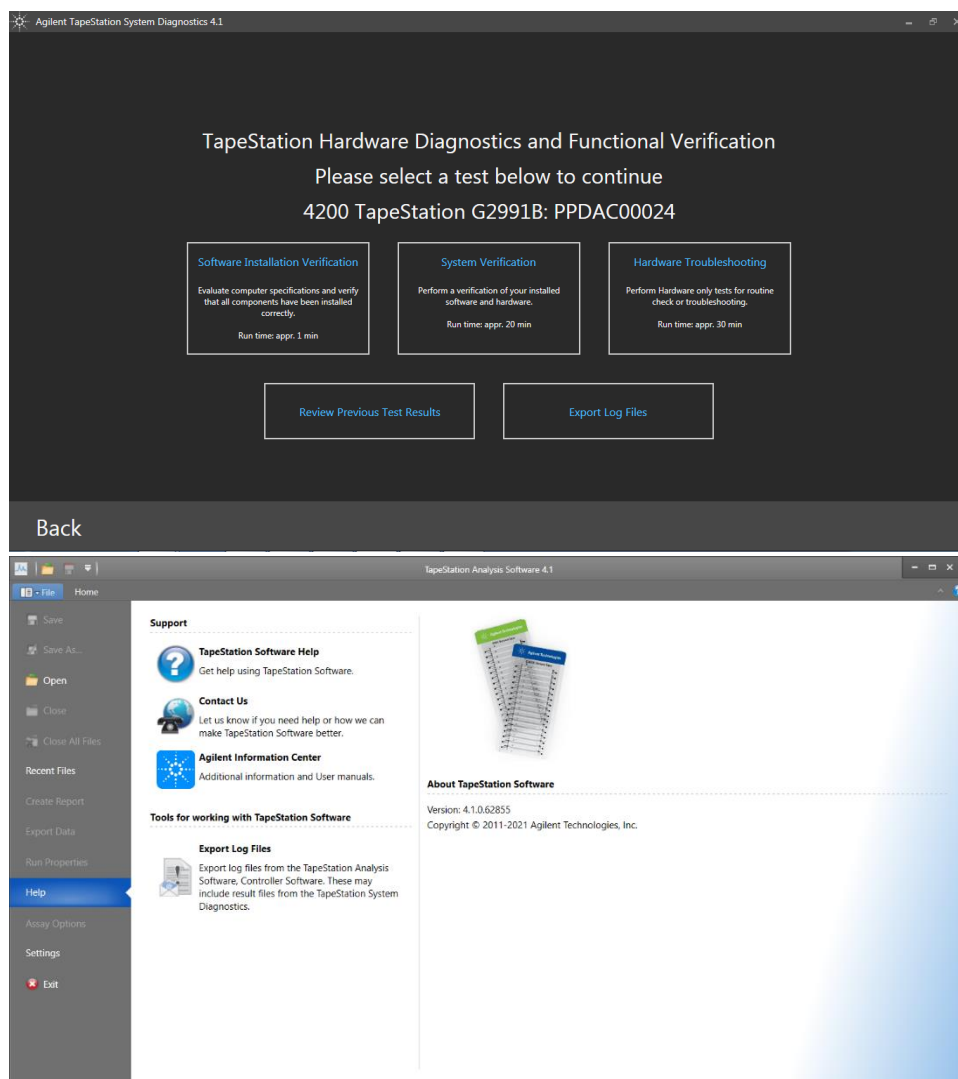 Agilent TapeStation System Diagnostics 4.1
TapeStation Hardware Diagnostics and Functional Verification
Please select a test below to continue
4200 TapeStation G2991B: PPDAC00024
Software Installation Verification
Evaluate computer specifications and verify
that all components have been installed
correctly.
Run time: appr. 1 min
System Verification
Perform a verification of your installed
software and hardware.
Run time: appr. 20 min
Hardware Troubleshooting
Perform Hardware only tests for routine
check or troubleshooting.
Run time: appr. 30 min
Review Previous Test Results
Export Log Files
Back
TapeStation Analysis Software 4.1
File
Home
Save
Save As...
Open
Close
Close All Files
Recent Files
Create Report
Export Data
Run Properties
Help
Assay Options
Settings
Exit
Support
TapeStation Software Help
Get help using TapeStation Software.
Contact Us
Let us know if you need help or how we can
make TapeStation Software better.
Agilent Information Center
Additional information and User manuals.
Tools for working with TapeStation Software
Export Log Files
Export log files from the TapeStation Analysis
Software, Controller Software. These may
include result files from the TapeStation System
Diagnostics.
Agilent Technologies
About TapeStation Software
Version: 4.1.0.62855
Copyright © 2011-2021 Agilent Technologies, Inc.